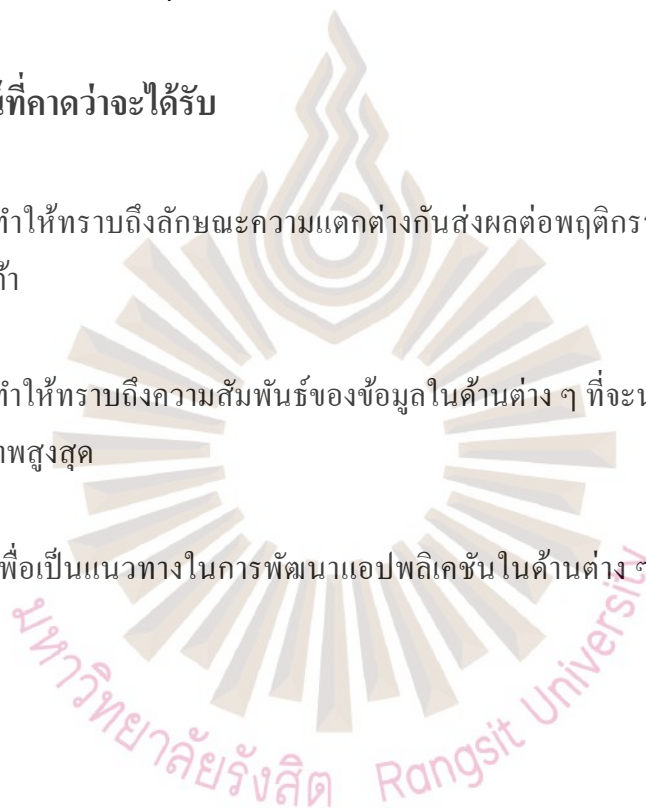 ที่คาดว่าจะได้รับ
ทำให้ทราบถึงลักษณะความแตกต่างกันส่งผลต่อพฤติกร
ทำให้ทราบถึงความสัมพันธ์ของข้อมูลในด้านต่าง ๆ ที่จะ
พสูงสุด
พื่อเป็นแนวทางในการพัฒนาแอปพลิเคชันในด้านต่าง ๆ
มหาวิทยาลัยรังสิต Rangsit University